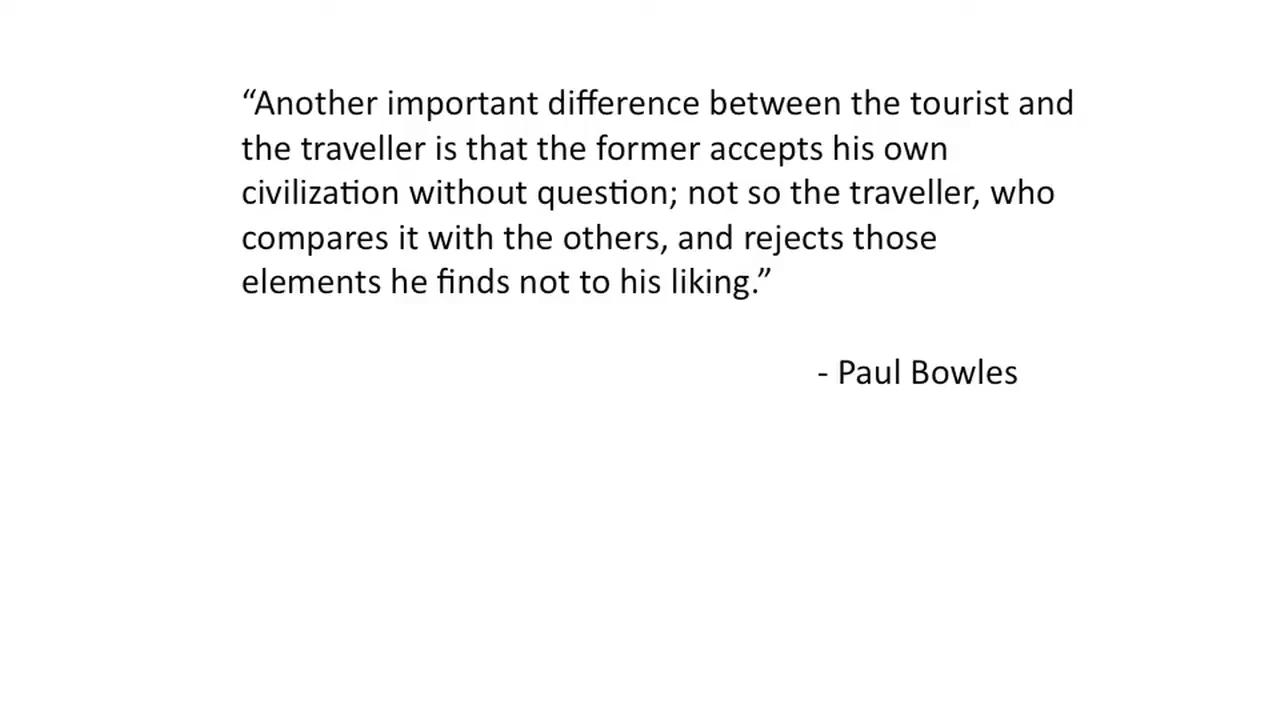 “Another important difference between the tourist and
the traveller is that the former accepts his own
civilization without question; not so the traveller, who
compares it with the others, and rejects those
elements he finds not to his liking.”
- Paul Bowles